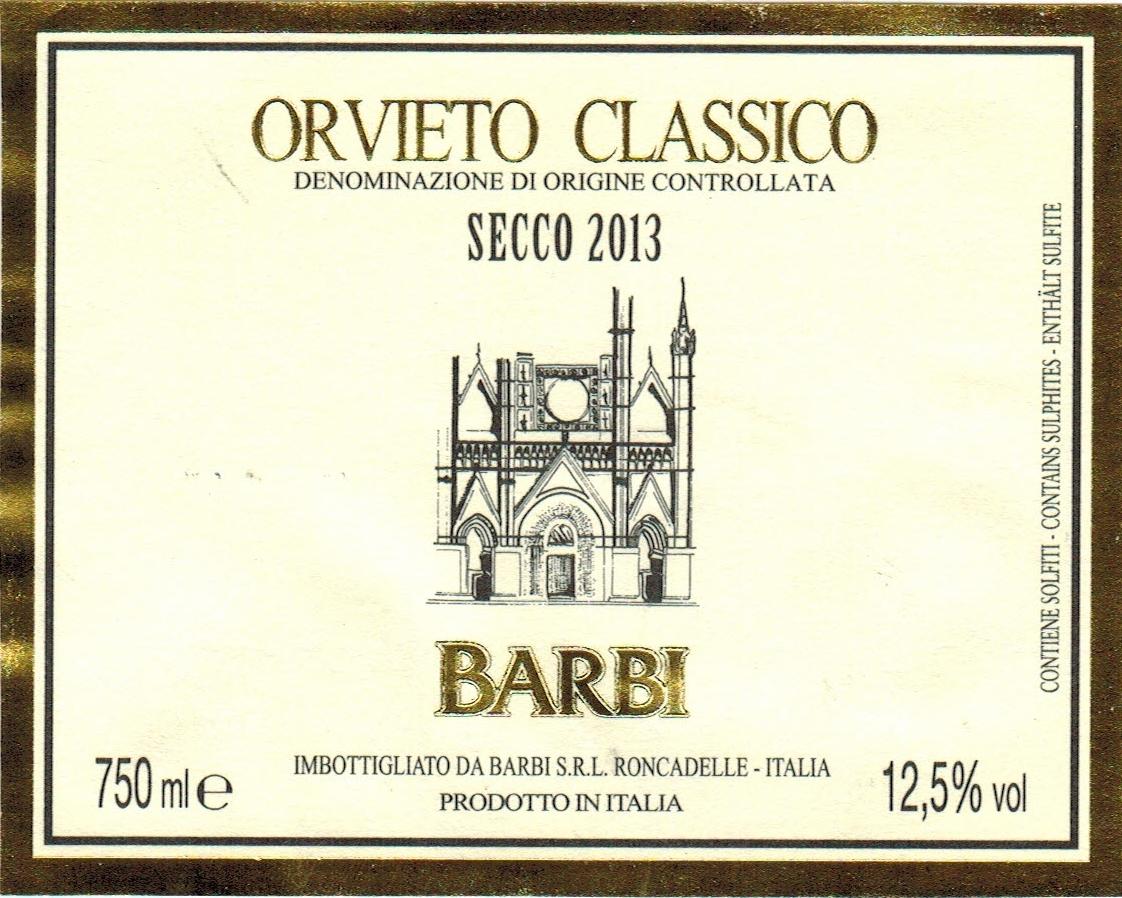 ORVIETO CLASSICO
DENOMINAZIONE DI ORIGINE CONTROLLATA
SECCO 2013
BARBI
750 ml ℮
IMBOTTIGLIATO DA BARBI S.R.L. RONCADELLE - ITALIA
PRODOTTO IN ITALIA
12,5% vol
CONTIENE SOLFITI - CONTAINS SULPHITES - ENTHÄLT SULFITE